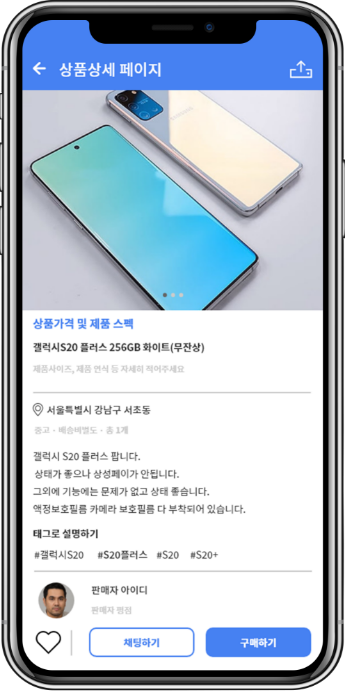 상품상세 페이지
상품가격 및 제품 스펙
갤럭시S20 플러스 256GB 화이트(무잔상)
제품사이즈, 제품 연식 등 자세히 적어주세요
서울특별시 강남구 서초동
중고 · 배송비별도 · 총 1개
갤럭시 S20 플러스 팝니다.
상태가 좋으나 삼성페이가 안됩니다.
그외에 기능에는 문제가 없고 상태 좋습니다.
액정보호필름 카메라 보호필름 다 부착되어 있습니다.
태그로 설명하기
#갤럭시S20 #S20플러스 #S20 #S20+
판매자 아이디
판매자 평점
채팅하기 구매하기